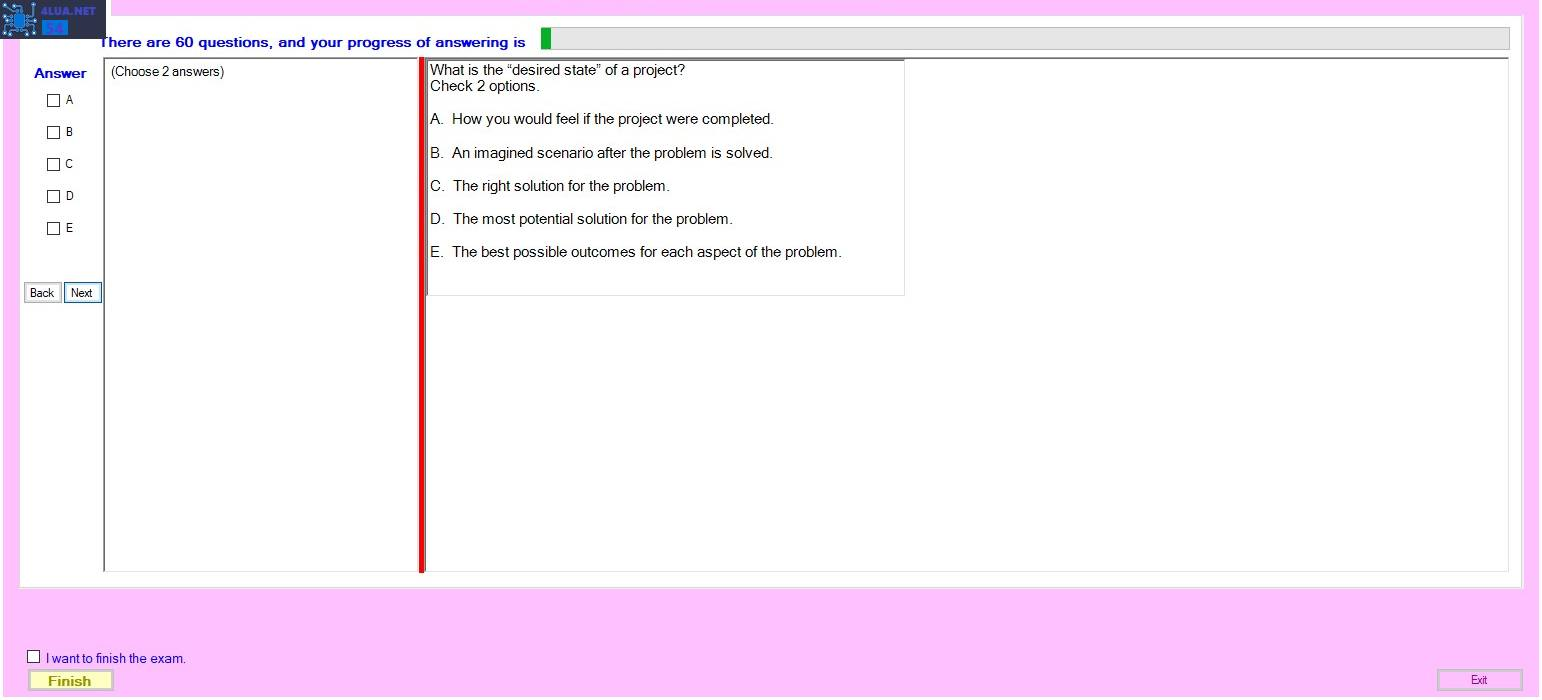 4LUA.NET
54
There are 60 questions, and your progress of answering is
Answer
A
B
C
D
E
Back Next
(Choose 2 answers)
What is the “desired state” of a project?
Check 2 options.
A. How you would feel if the project were completed.
B. An imagined scenario after the problem is solved.
C. The right solution for the problem.
D. The most potential solution for the problem.
E. The best possible outcomes for each aspect of the problem.
I want to finish the exam.
Finish
Exit